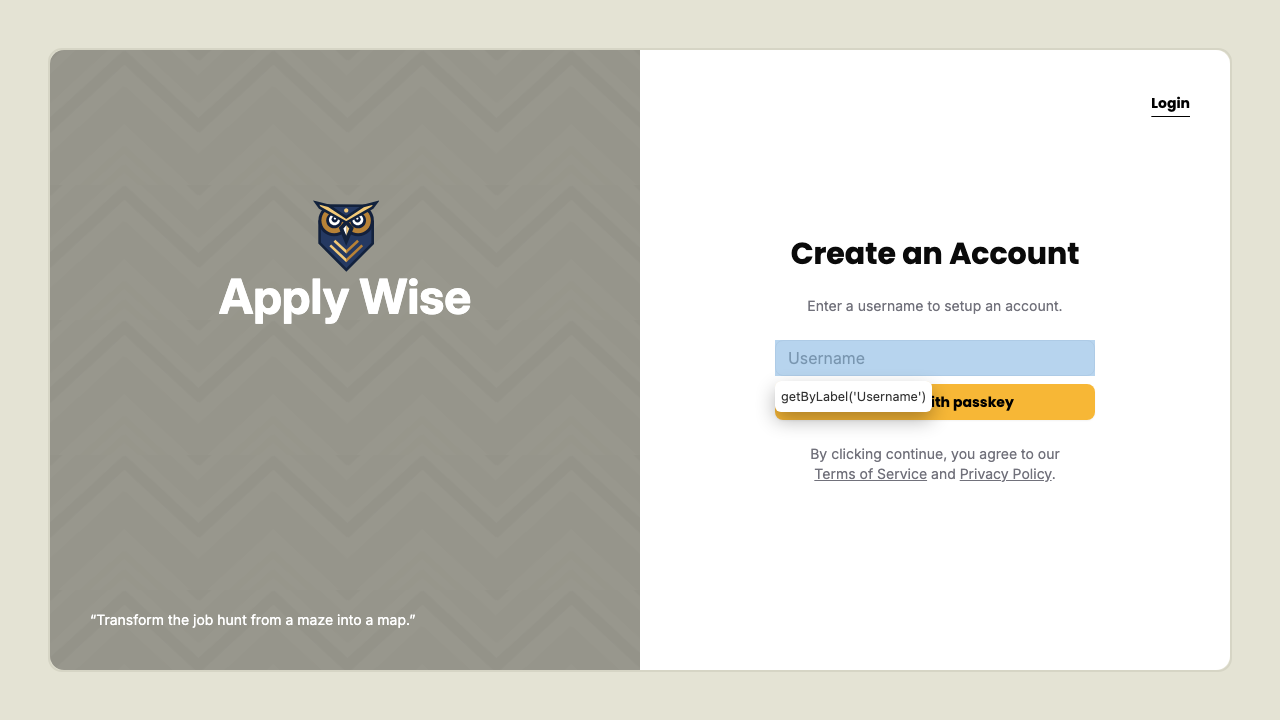 Login
Apply Wise
“Transform the job hunt from a maze into a map.”
Create an Account
Enter a username to setup an account.
Username
getByLabel('Username')
passkey
By clicking continue, you agree to our
Terms of Service and Privacy Policy.